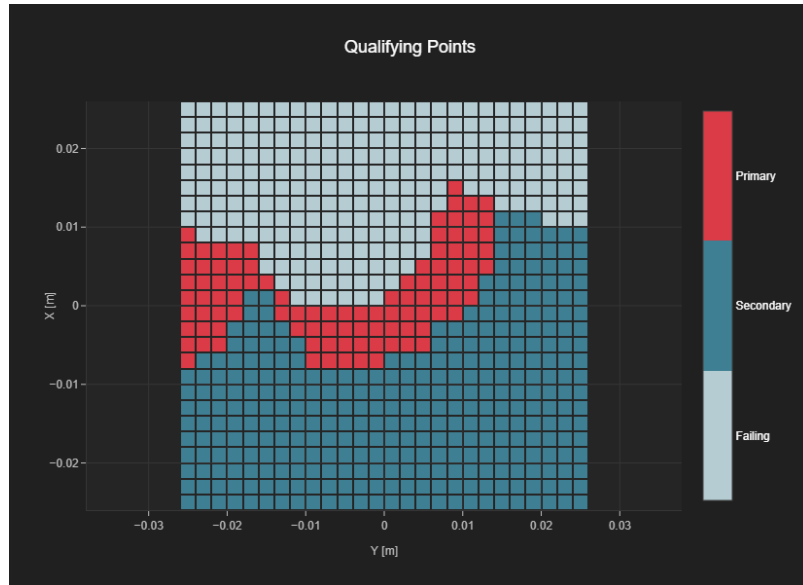 Qualifying Points
0.02
0.01
0
−0.01
−0.02
X [m]
−0.03
−0.02
−0.01
0
0.01
0.02
0.03
Y [m]
Primary
Secondary
Failing